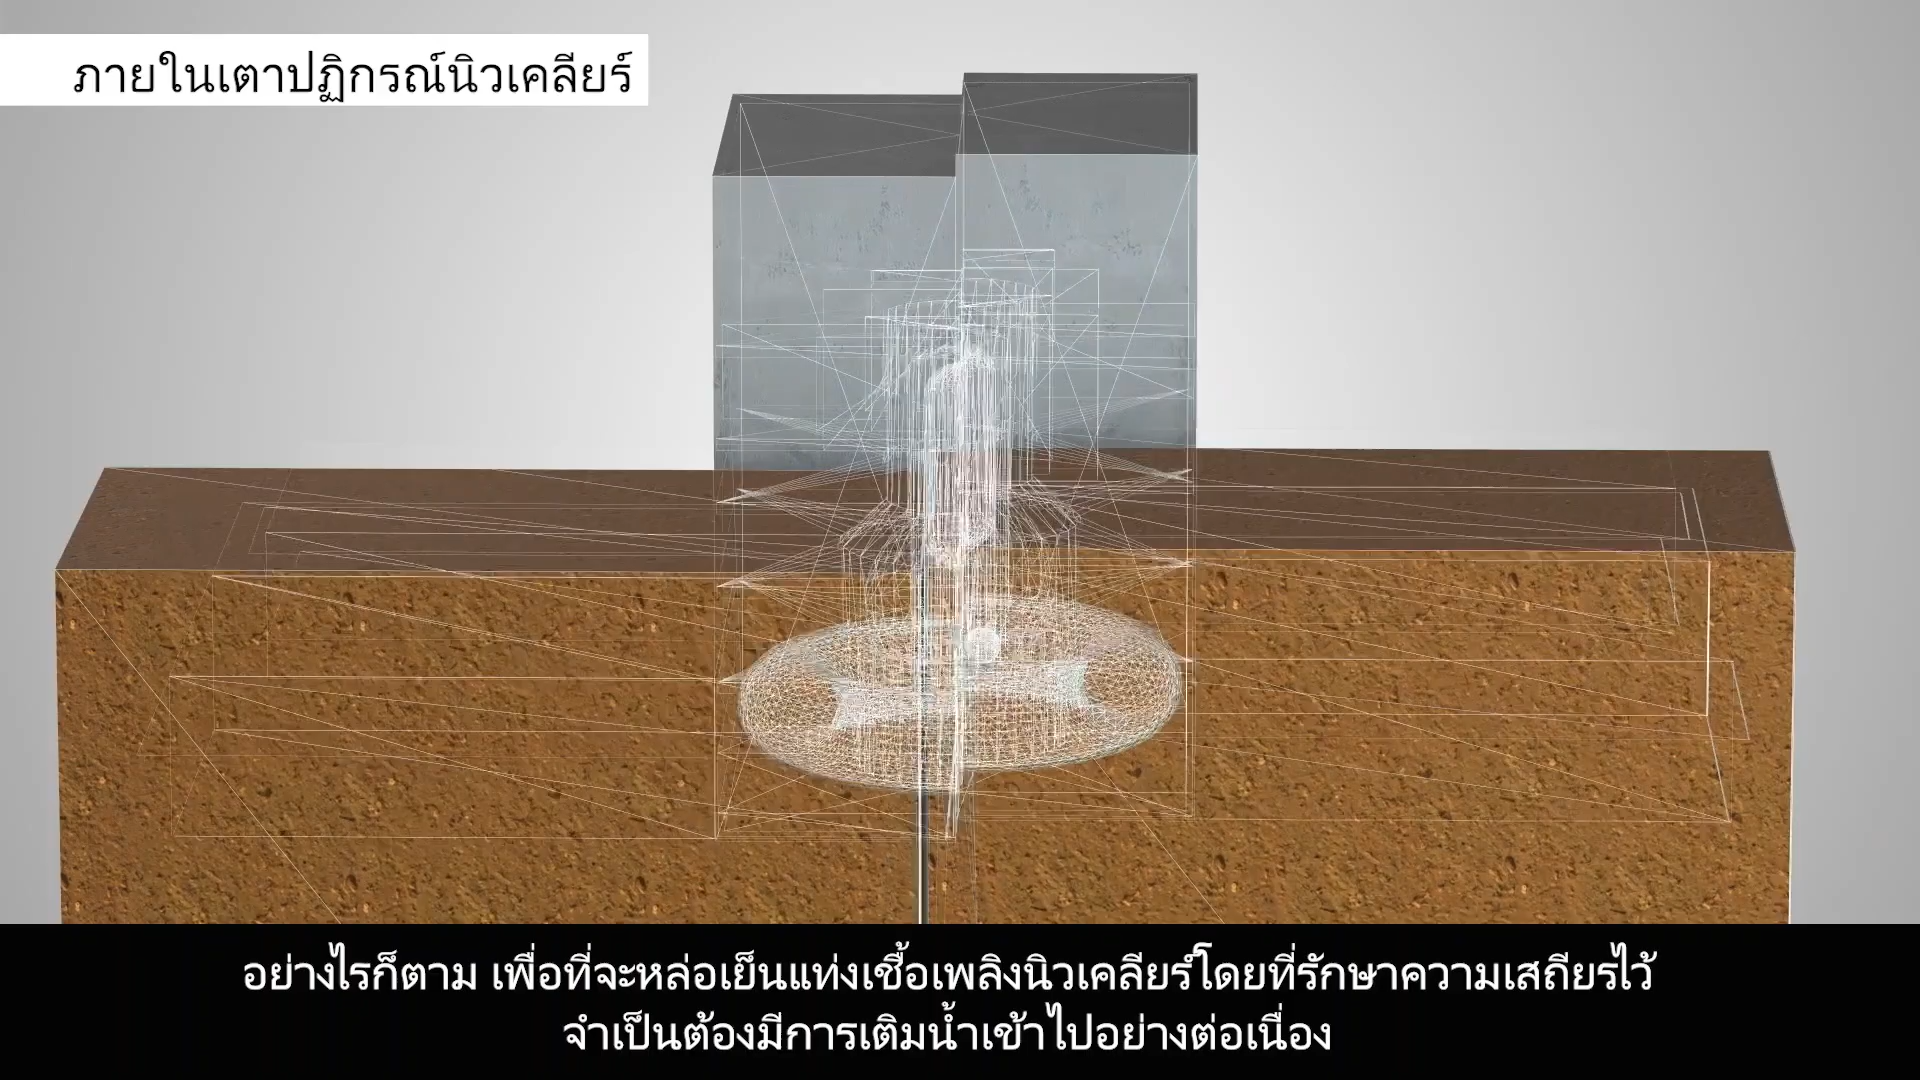 ภายในเตาปฏิกรณ์นิวเคลียร์
อย่างไรก็ตาม เพื่อที่จะหล่อเย็นแท่งเชื้อเพลิงนิวเคลียร์โดยที่รักษาความเสถียรไว้
จำเป็นต้องมีการเติมน้ำเข้าไปอย่างต่อเนื่อง